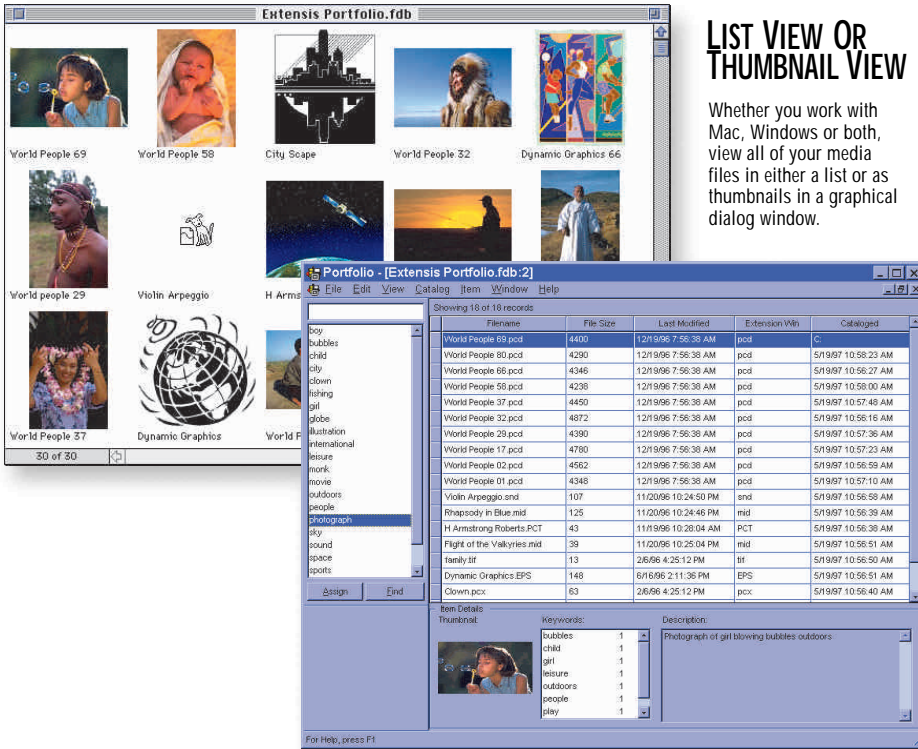 Extensis Portfolio.fdb
World People 69
World People 58
City Scape
World People 32
Dynamic Graphics 66
World people 29
Violin Arpeggio
H Arms
World People 37
Dynamic Graphics
World P
30 of 30
LIST VIEW OR
THUMBNAIL VIEW
Whether you work with
Mac, Windows or both,
view all of your media
files in either a list or as
thumbnails in a graphical
dialog window.
Portfolio - [Extensis Portfolio.fdb:2]
File Edit View Catalog Item Window Help
Showing 18 of 18 records
boy
bubbles
child
city
clown
fishing
girl
globe
illustration
international
leisure
monk
movie
outdoors
people
photograph
sky
sound
space
sports
Assign Find
Filename File Size Last Modified Extension Win Cataloged
World People 69.pcd 4400 12/19/96 7:56:38 AM pcd C:
World People 80.pcd 4290 12/19/96 7:56:38 AM pcd 5/19/97 10:58:23 AM
World People 66.pcd 4346 12/19/96 7:56:38 AM pcd 5/19/97 10:56:27 AM
World People 58.pcd 4238 12/19/96 7:56:38 AM pcd 5/19/97 10:58:00 AM
World People 37.pcd 4450 12/19/96 7:56:38 AM pcd 5/19/97 10:57:48 AM
World People 32.pcd 4872 12/19/96 7:56:38 AM pcd 5/19/97 10:56:16 AM
World People 29.pcd 4390 12/19/96 7:56:38 AM pcd 5/19/97 10:57:36 AM
World People 17.pcd 4780 12/19/96 7:56:38 AM pcd 5/19/97 10:57:23 AM
World People 02.pcd 4562 12/19/96 7:56:38 AM pcd 5/19/97 10:56:59 AM
World People 01.pcd 4348 12/19/96 7:56:38 AM pcd 5/19/97 10:57:10 AM
Violin Arpeggio.snd 107 11/20/96 10:24:50 PM snd 5/19/97 10:56:58 AM
Rhapsody in Blue.mid 125 11/20/96 10:24:46 PM mid 5/19/97 10:56:39 AM
H Armstrong Roberts.PCT 43 11/19/96 10:28:04 AM PCT 5/19/97 10:56:38 AM
Flight of the Valkyries.mid 39 11/20/96 10:25:04 PM mid 5/19/97 10:56:51 AM
family.tif 13 2/6/96 4:25:12 PM tif 5/19/97 10:56:50 AM
Dynamic Graphics.EPS 148 6/16/96 2:11:36 PM EPS 5/19/97 10:56:51 AM
Clown.pcx 63 2/6/96 4:25:12 PM pcx 5/19/97 10:56:40 AM
Item Details
Thumbnail: Keywords: Description:
bubbles 1
child 1
girl 1
leisure 1
outdoors 1
people 1
play 1
Photograph of girl blowing bubbles outdoors
For Help, press F1